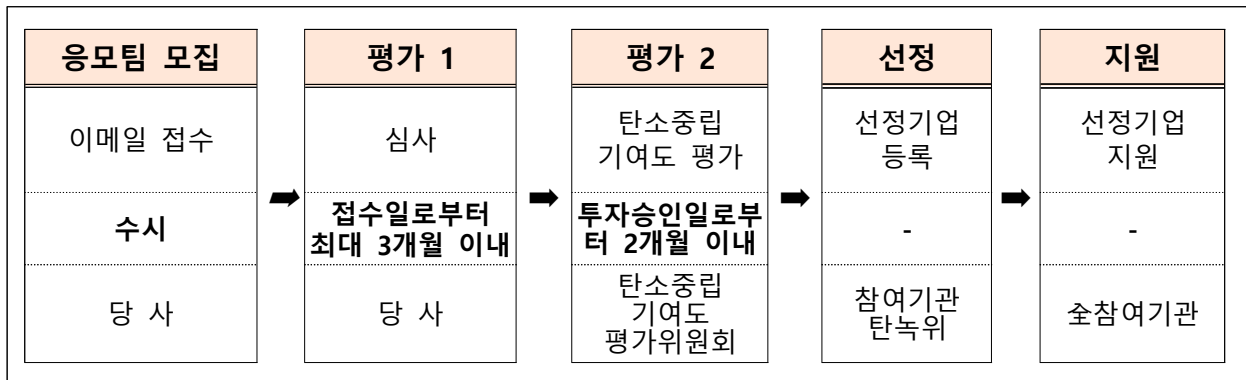 응모팀 모집
이메일 접수
수시
당 사
평가 1
심사
접수일로부터
최대 3개월 이내
당 사
평가 2
탄소중립
기여도 평가
투자승인일로부
터 2개월 이내
탄소중립
기여도
평가위원회
선정
선정기업
등록
-
참여기관
탄녹위
지원
선정기업
지원
-
全참여기관